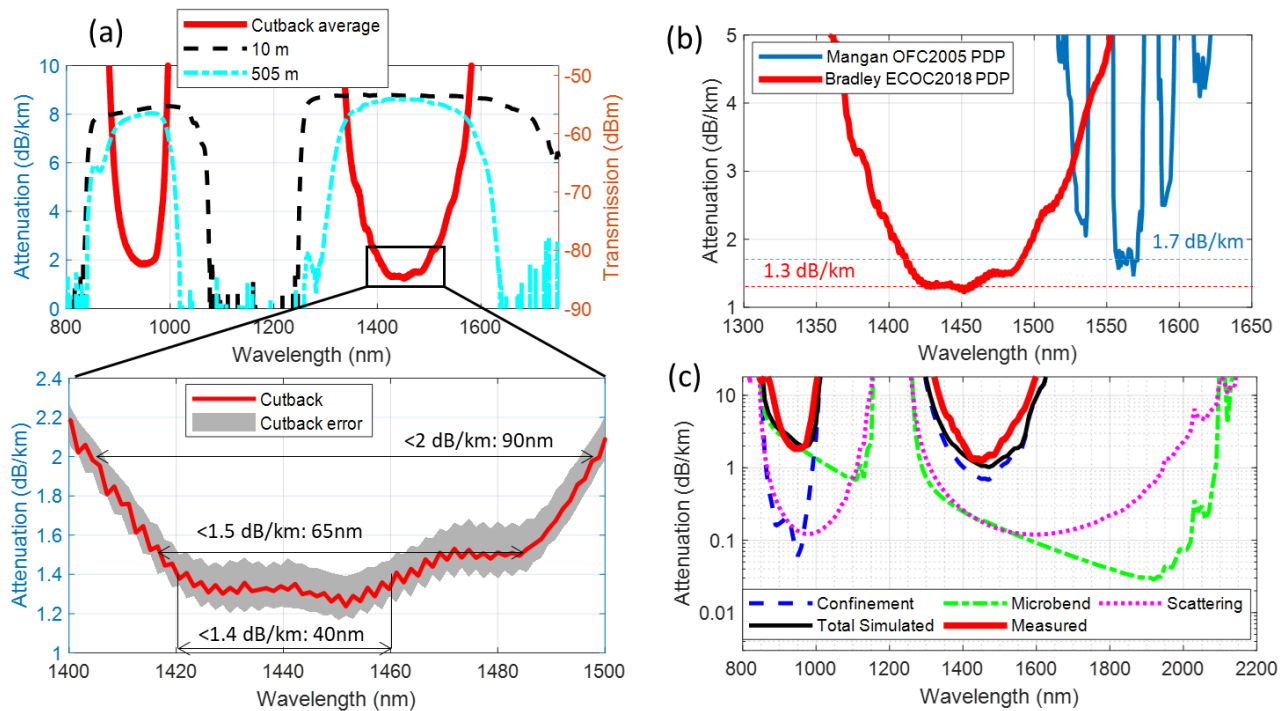 (a)
Cutback average
10 m
505 m
10
8
6
4
2
0
Attenuation (dB/km)
-50
-60
-70
-80
-90
Transmission (dBm)
800
1000
1200
1400
1600
Wavelength (nm)
2.4
2.2
2
1.8
1.6
1.4
1.2
1
Attenuation (dB/km)
Cutback
Cutback error
<2 dB/km: 90nm
<1.5 dB/km: 65nm
<1.4 dB/km: 40nm
1400
1420
1440
1460
1480
1500
Wavelength (nm)
(b)
Mangan OFC2005 PDP
Bradley ECOC2018 PDP
5
4
3
2
1
Attenuation (dB/km)
1.7 dB/km
1.3 dB/km
1300
1350
1400
1450
1500
1550
1600
1650
Wavelength (nm)
(c)
10
1
0.1
0.01
Attenuation (dB/km)
Confinement
Microbend
Scattering
Total Simulated
Measured
800
1000
1200
1400
1600
1800
2000
2200
Wavelength (nm)